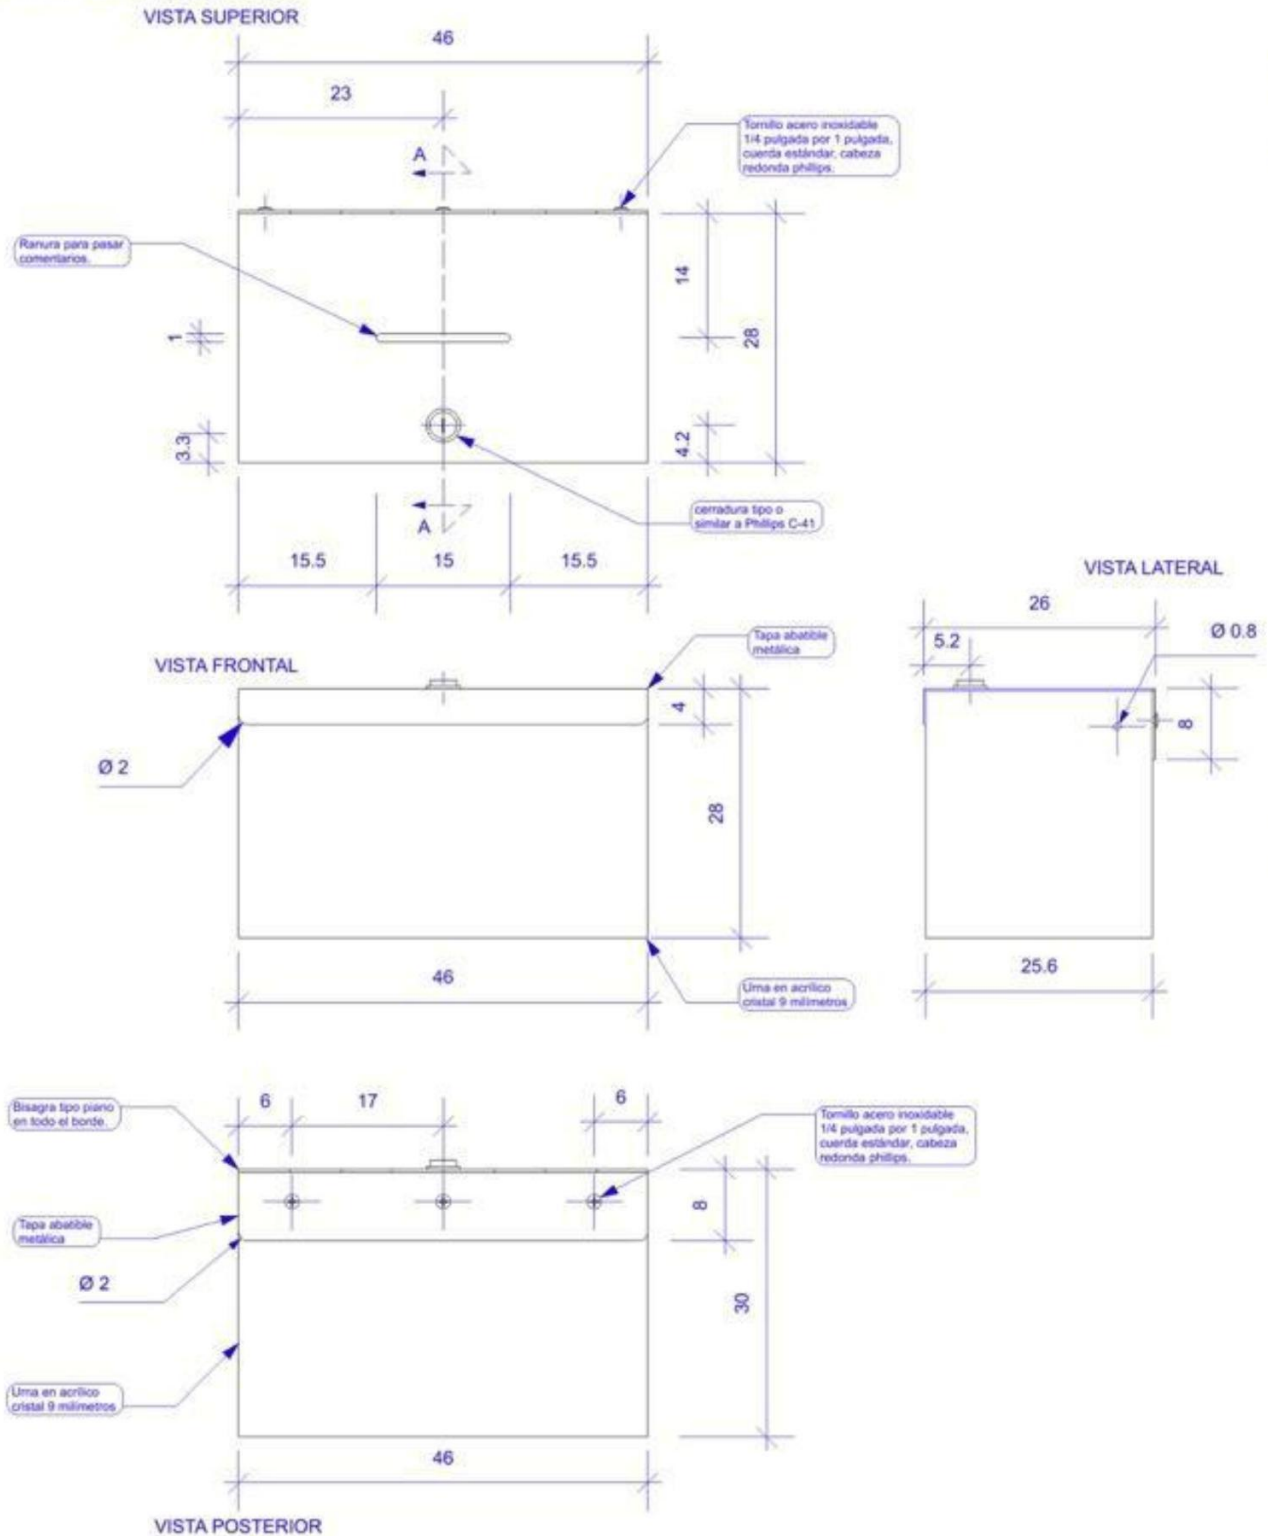 VISTA SUPERIOR
46
23
A
Tornillo acero inoxidable
1/4 pulgada por 1 pulgada,
cuerda estándar, cabeza
redonda phillips.
Ranura para pasar
comentarios.
14
28
1
3.3
4.2
A
cerradura tipo o
similar a Phillips C-41
15.5
15
15.5
VISTA LATERAL
26
5.2
Ø 0.8
8
25.6
VISTA FRONTAL
Tapa abatible
metálica
4
Ø 2
28
46
Urna en acrílico
cristal 9 milímetros
Bisagra tipo piano
en todo el borde.
6
17
6
Tornillo acero inoxidable
1/4 pulgada por 1 pulgada,
cuerda estándar, cabeza
redonda phillips.
Tapa abatible
metálica
8
Ø 2
30
Urna en acrílico
cristal 9 milímetros
46
VISTA POSTERIOR